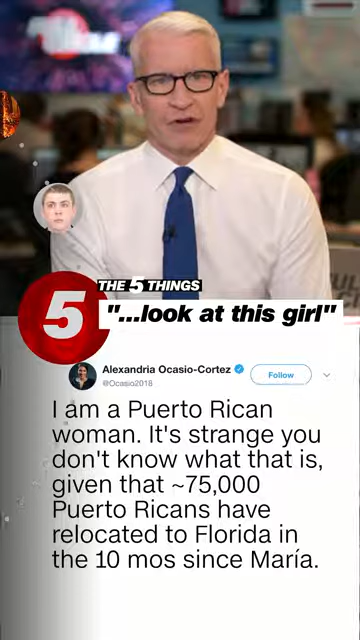 THE 5 THINGS
5
"...look at this girl"
Alexandria Ocasio-Cortez
@Ocasio2018
Follow
I am a Puerto Rican
woman. It's strange you
don't know what that is,
given that ~75,000
Puerto Ricans have
relocated to Florida in
the 10 mos since María.